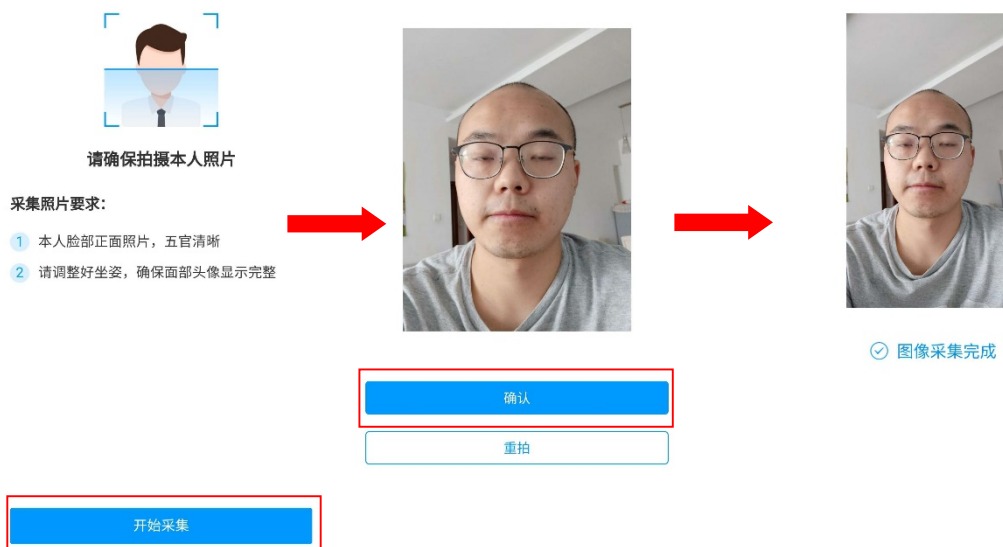 请确保拍摄本人照片
采集照片要求：
1 本人脸部正面照片，五官清晰
2 请调整好坐姿，确保面部头像显示完整
开始采集
确认
重拍
图像采集完成